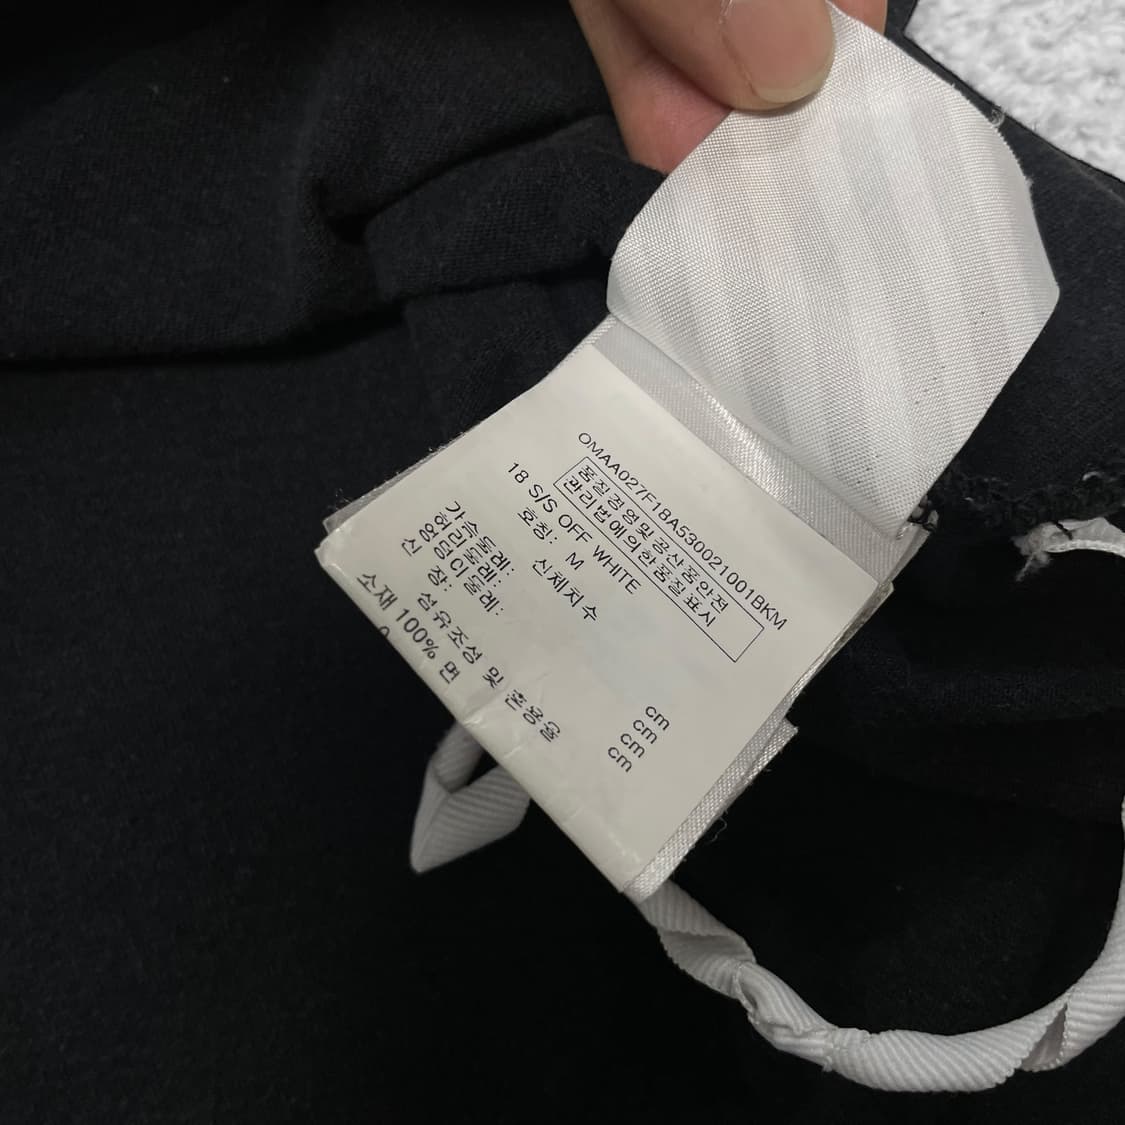 OMAA027F18A530021001BKM
품질경영및공산품안전
관리법에의한품질표시
18 S/S OFF WHITE
호칭: M
신체지수
가슴둘레: cm
허리둘레: cm
엉덩이둘레: cm
신 장: cm
섬유조성 및 혼용율
소재 100% 면